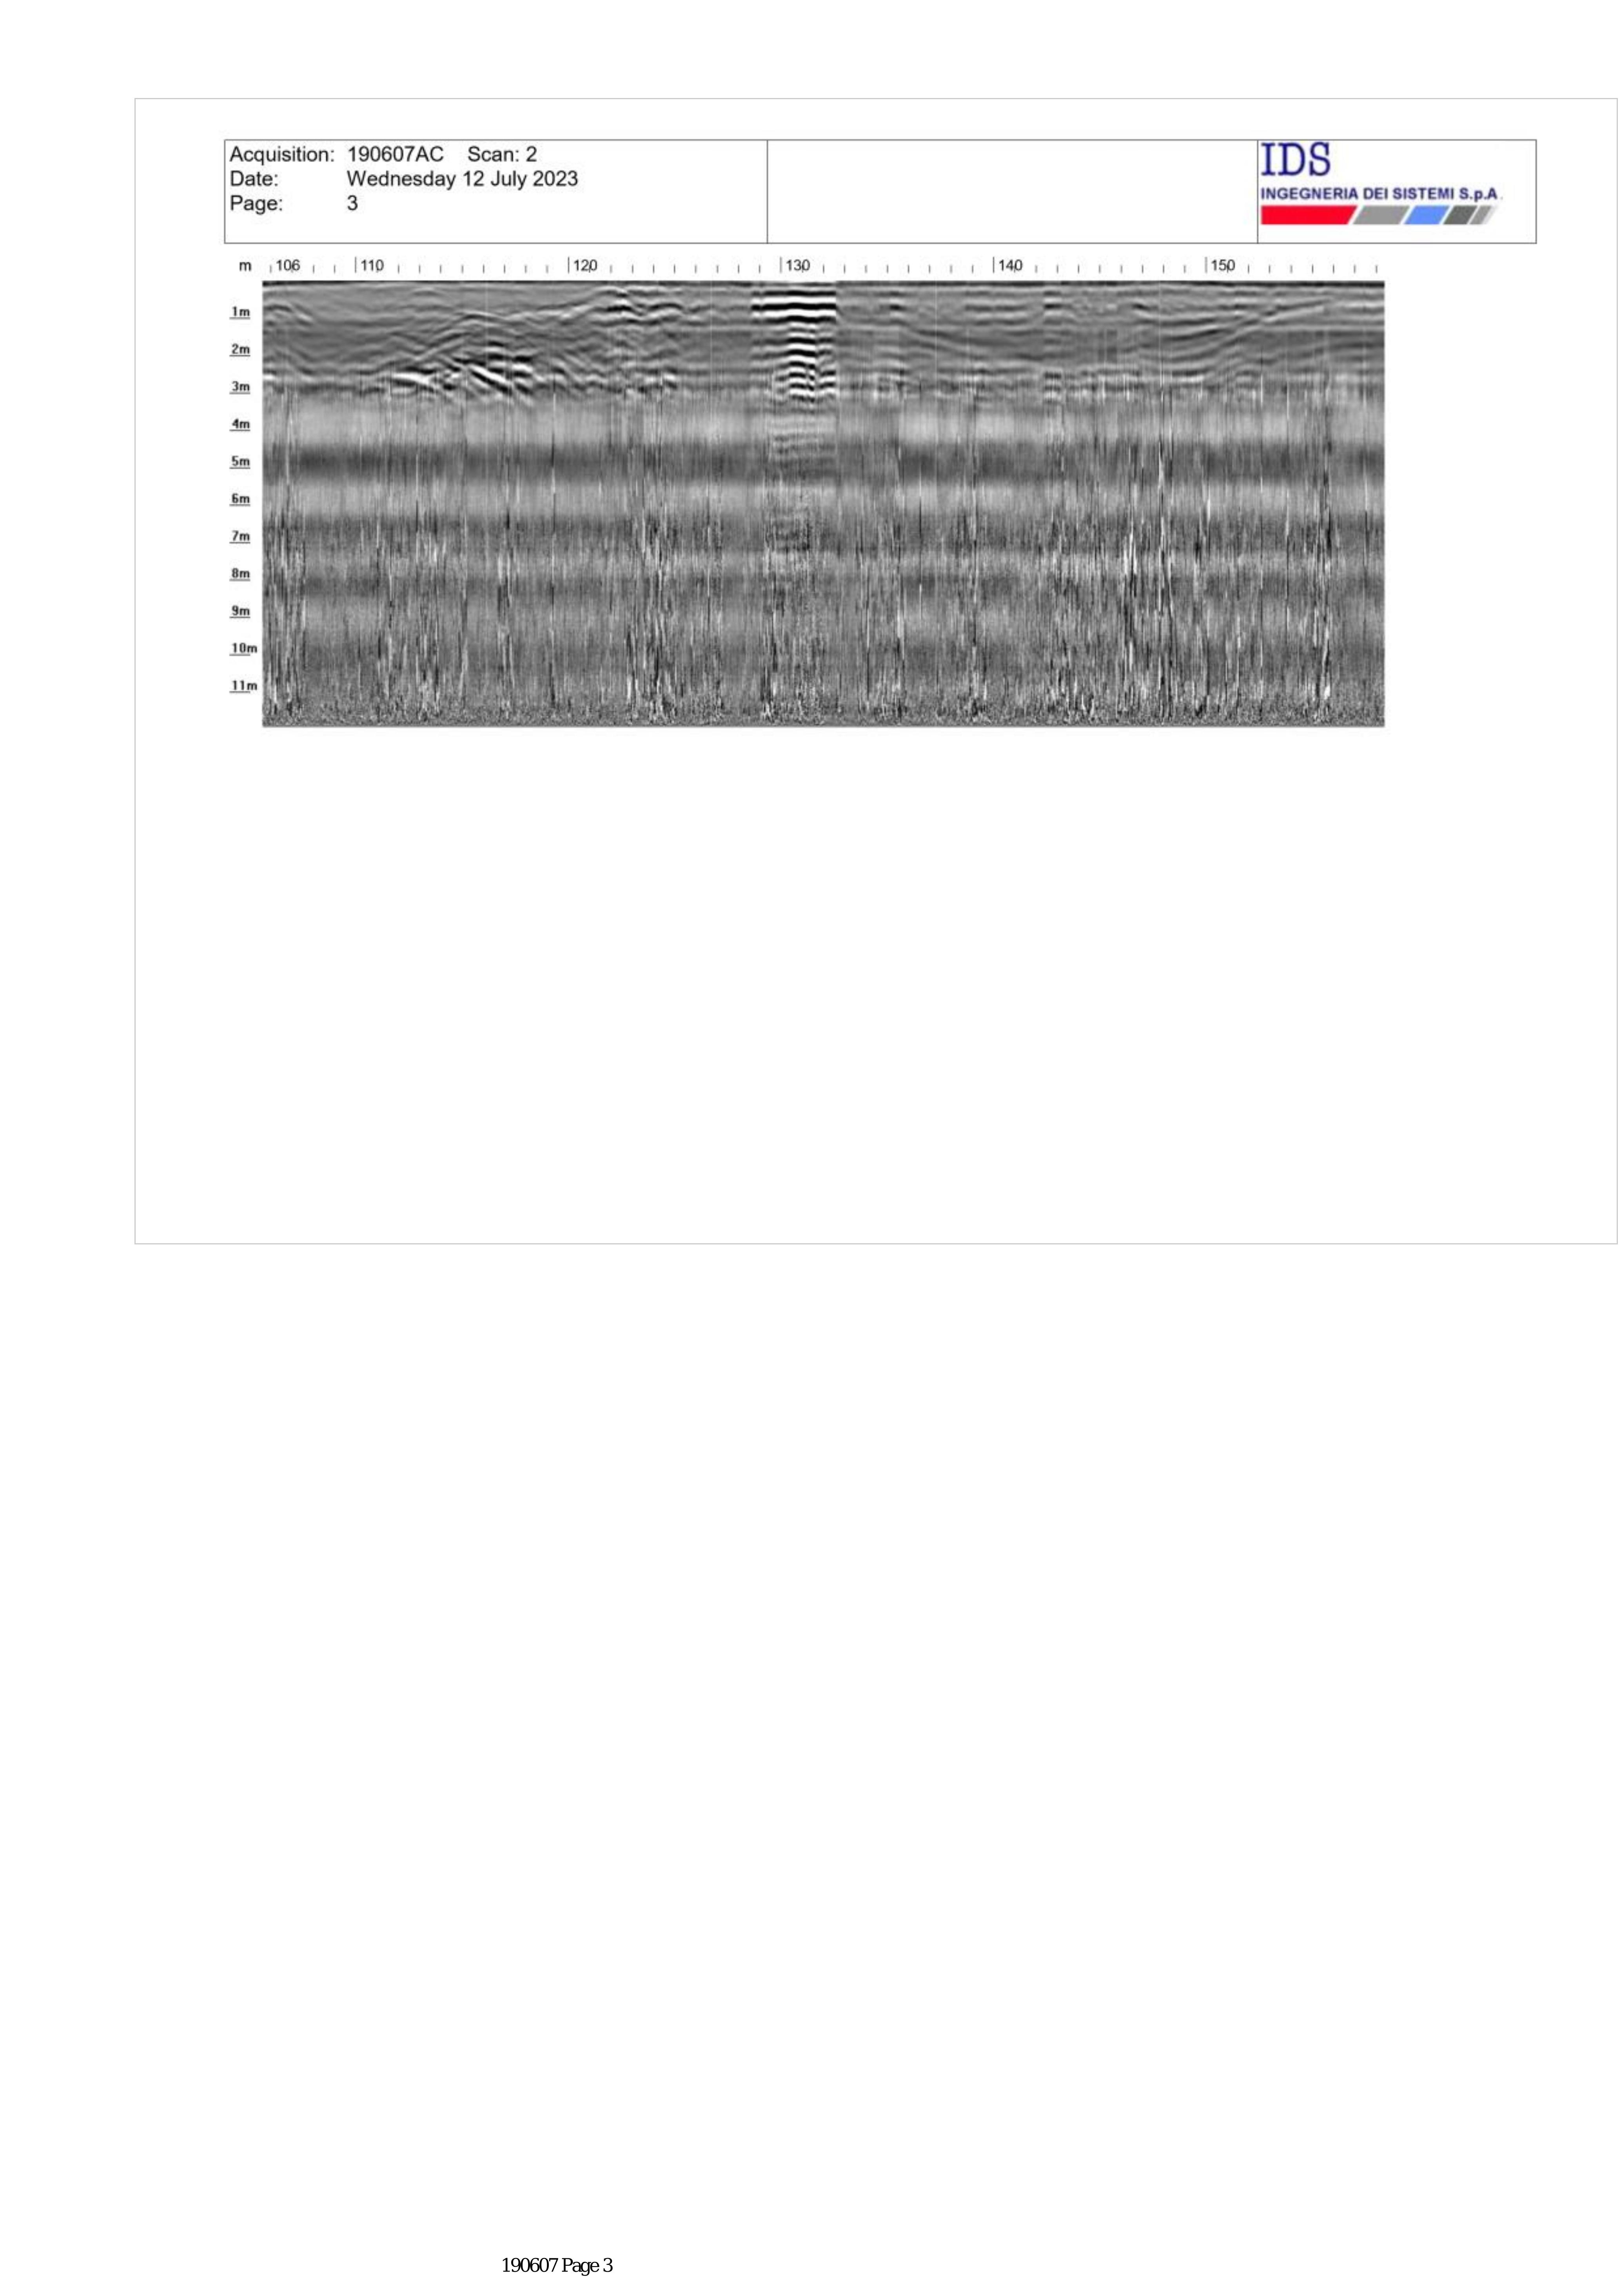 Acquisition: 190607AC Scan: 2
Date: Wednesday 12 July 2023
Page: 3
IDS
INGEGNERIA DEI SISTEMI S.p.A.
m 106 110 120 130 140 150
1m
2m
3m
4m
5m
6m
7m
8m
9m
10m
11m
190607 Page 3